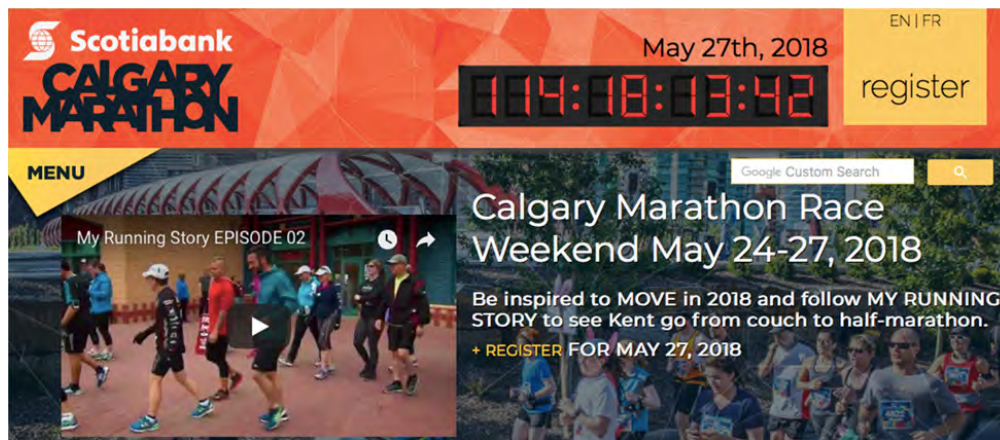 Scotiabank
CALGARY
MARATHON
May 27th, 2018
114:18:13:42
EN | FR
register
MENU
Google Custom Search
My Running Story EPISODE 02
Calgary Marathon Race
Weekend May 24-27, 2018
Be inspired to MOVE in 2018 and follow MY RUNNING
STORY to see Kent go from couch to half-marathon.
+ REGISTER FOR MAY 27, 2018